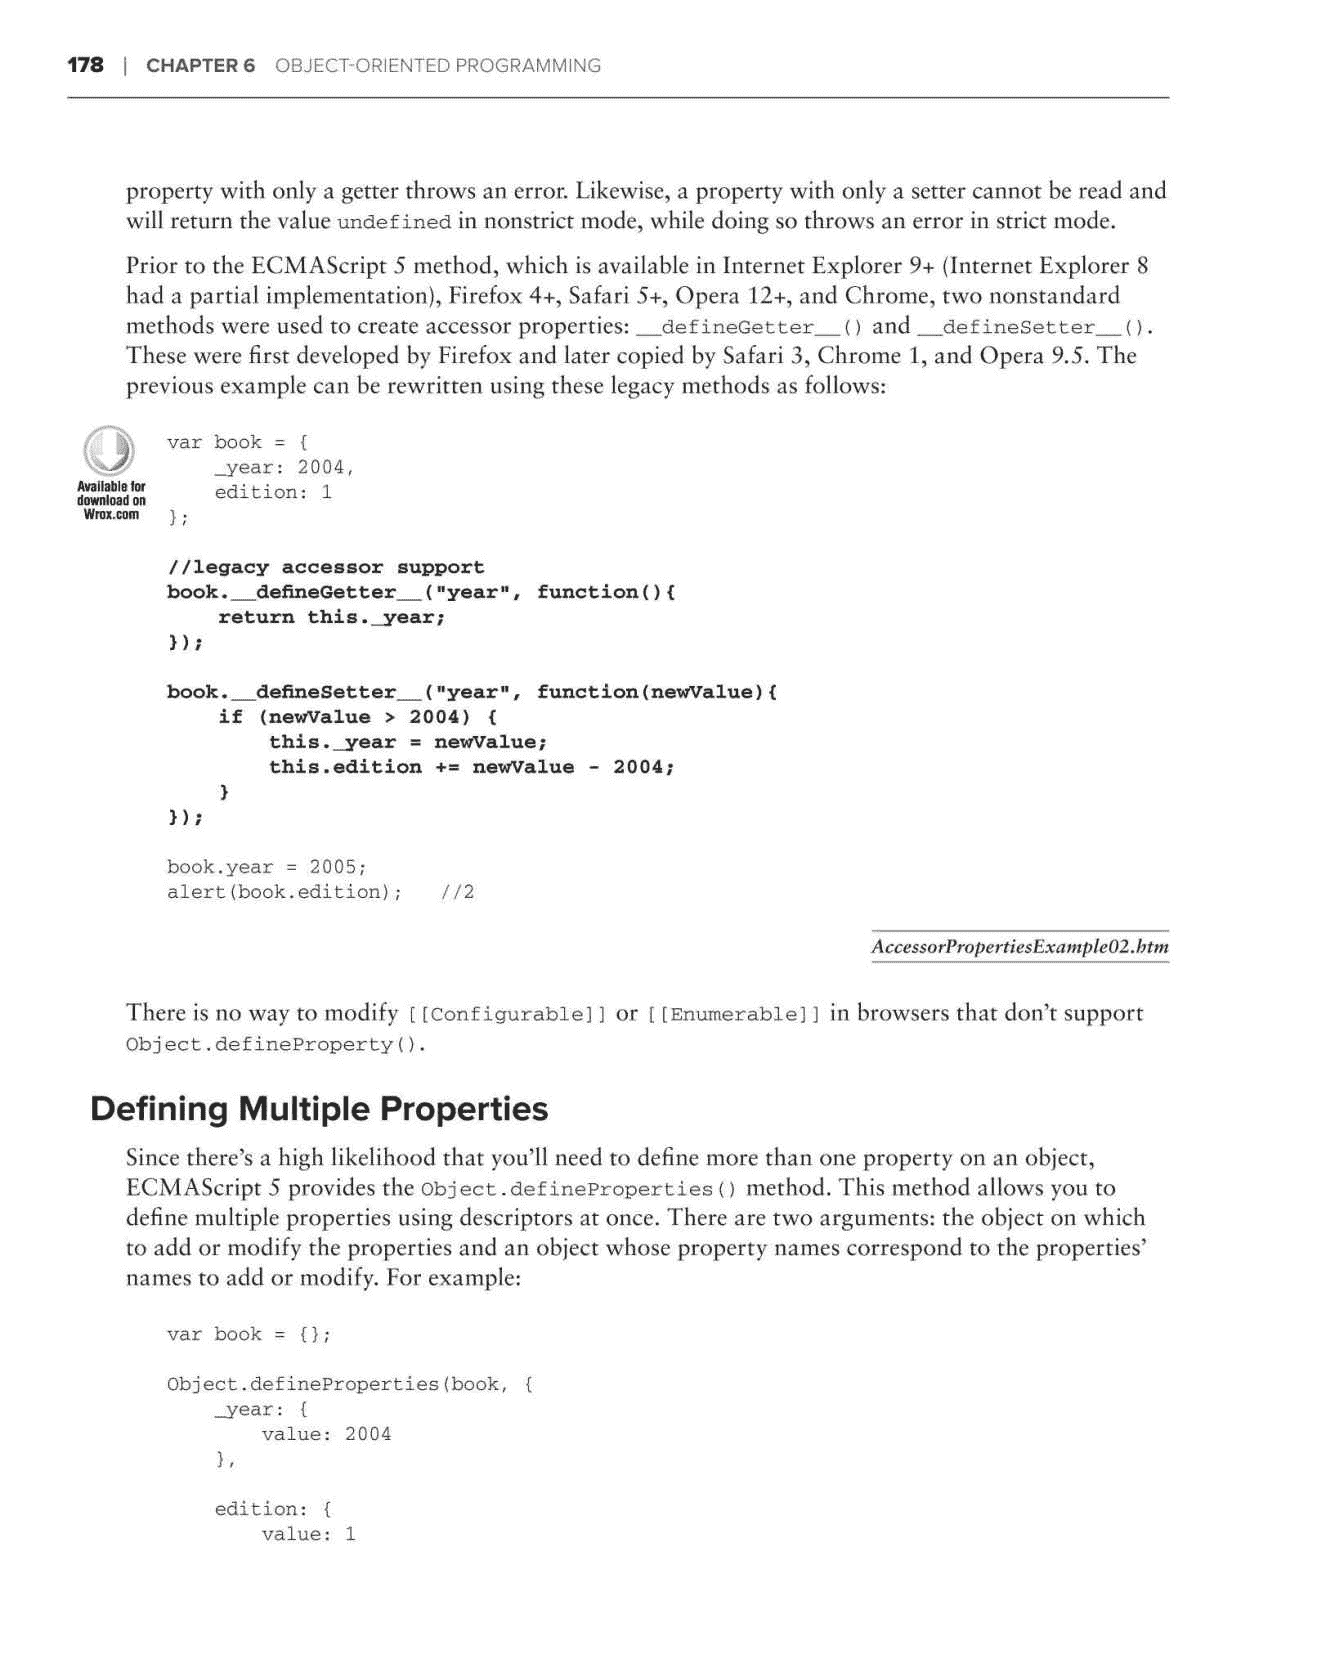 178 | CHAPTER 6 OBJECT-ORIENTED PROGRAMMING
property with only a getter throws an error. Likewise, a property with only a setter cannot be read and
will return the value undefined in nonstrict mode, while doing so throws an error in strict mode.
Prior to the ECMAScript 5 method, which is available in Internet Explorer 9+ (Internet Explorer 8
had a partial implementation), Firefox 4+, Safari 5+, Opera 12+, and Chrome, two nonstandard
methods were used to create accessor properties: __defineGetter__() and __defineSetter__().
These were first developed by Firefox and later copied by Safari 3, Chrome 1, and Opera 9.5. The
previous example can be rewritten using these legacy methods as follows:
Available for
download on
Wrox.com
var book = {
    _year: 2004,
    edition: 1
};
//legacy accessor support
book.__defineGetter__("year", function(){
    return this._year;
});
book.__defineSetter__("year", function(newValue){
    if (newValue > 2004) {
        this._year = newValue;
        this.edition += newValue - 2004;
    }
});
book.year = 2005;
alert(book.edition);   //2
AccessorPropertiesExample02.htm
There is no way to modify [[Configurable]] or [[Enumerable]] in browsers that don't support
Object.defineProperty().
Defining Multiple Properties
Since there's a high likelihood that you'll need to define more than one property on an object,
ECMAScript 5 provides the Object.defineProperties() method. This method allows you to
define multiple properties using descriptors at once. There are two arguments: the object on which
to add or modify the properties and an object whose property names correspond to the properties'
names to add or modify. For example:
var book = {};
Object.defineProperties(book, {
    _year: {
        value: 2004
    },
    edition: {
        value: 1